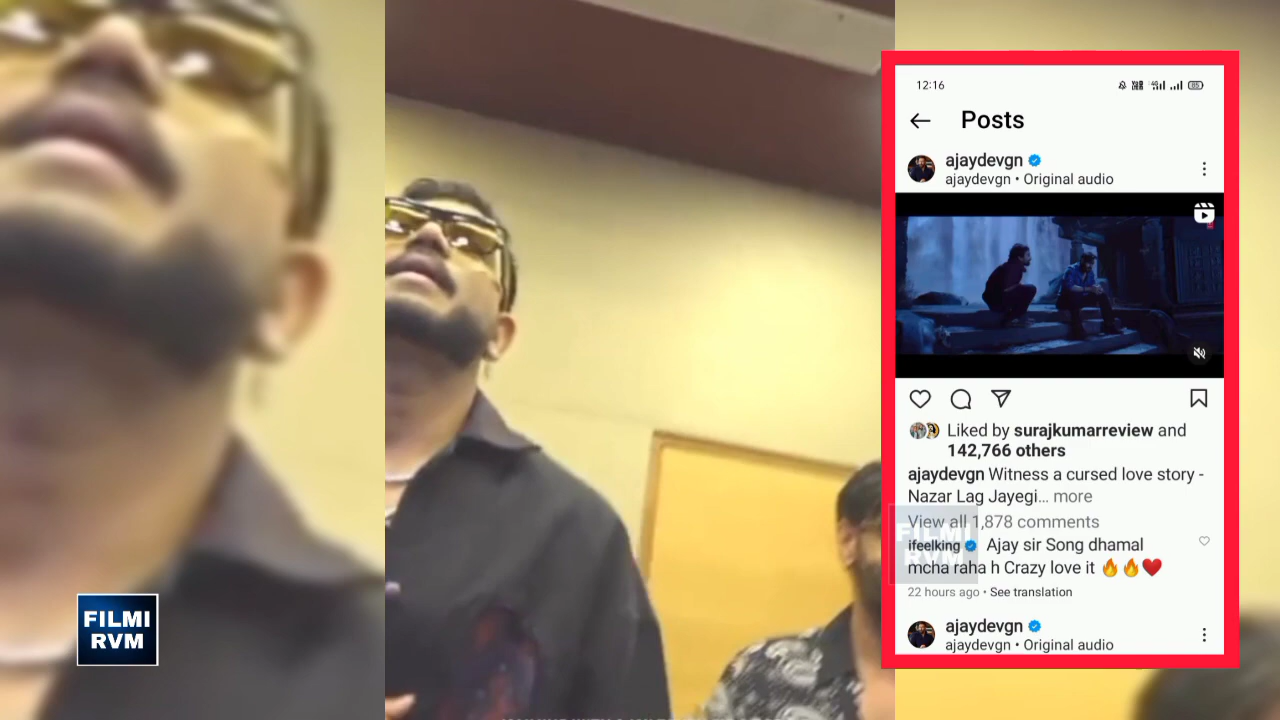 FILMI
RVM
12:16
Posts
ajaydevgn
ajaydevgn • Original audio
Liked by surajkumarreview and
142,766 others
ajaydevgn Witness a cursed love story -
Nazar Lag Jayegi... more
View all 1,878 comments
ifeelking Ajay sir Song dhamal
mcha raha h Crazy love it 🔥🔥❤️
22 hours ago • See translation
ajaydevgn
ajaydevgn • Original audio
FILMI
RVM